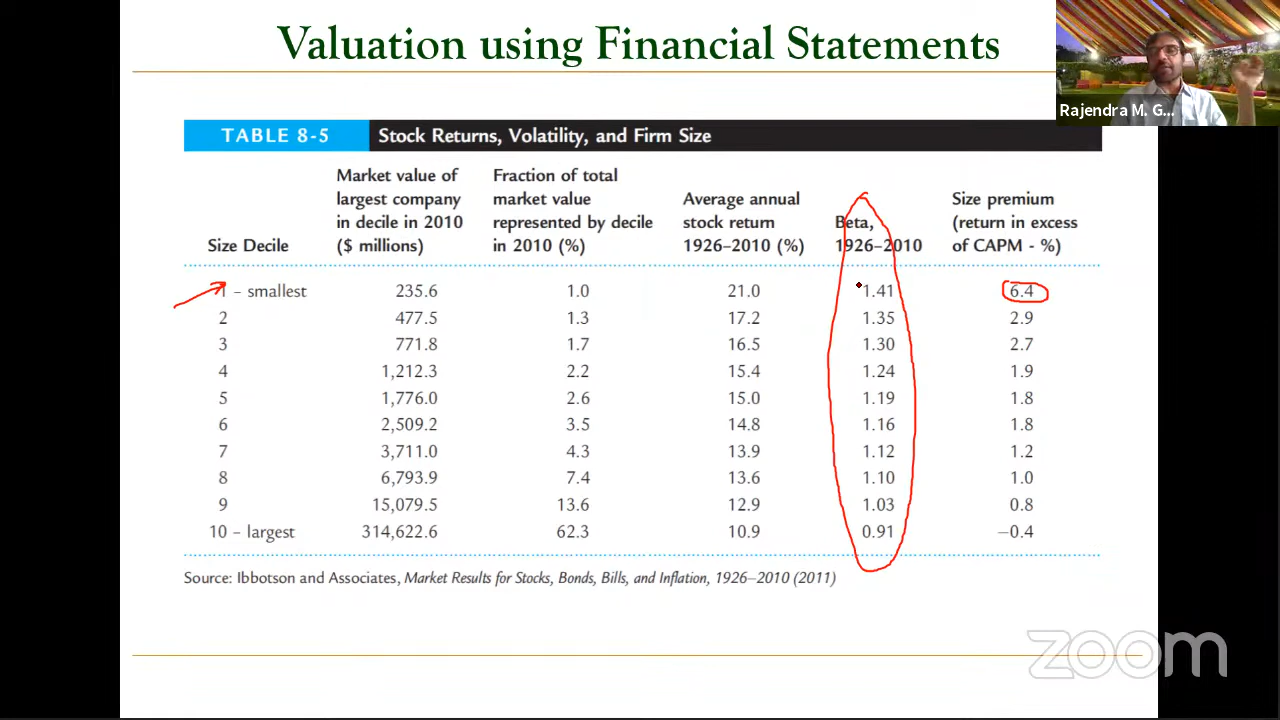 Valuation using Financial Statements
Rajendra M. G...
TABLE 8-5 Stock Returns, Volatility, and Firm Size
Size Decile
Market value of
largest company
in decile in 2010
($ millions)
Fraction of total
market value
represented by decile
in 2010 (%)
Average annual
stock return
1926–2010 (%)
Beta,
1926–2010
Size premium
(return in excess
of CAPM - %)
1 – smallest 235.6 1.0 21.0 1.41 6.4
2 477.5 1.3 17.2 1.35 2.9
3 771.8 1.7 16.5 1.30 2.7
4 1,212.3 2.2 15.4 1.24 1.9
5 1,776.0 2.6 15.0 1.19 1.8
6 2,509.2 3.5 14.8 1.16 1.8
7 3,711.0 4.3 13.9 1.12 1.2
8 6,793.9 7.4 13.6 1.10 1.0
9 15,079.5 13.6 12.9 1.03 0.8
10 – largest 314,622.6 62.3 10.9 0.91 −0.4
Source: Ibbotson and Associates, Market Results for Stocks, Bonds, Bills, and Inflation, 1926–2010 (2011)
zoom